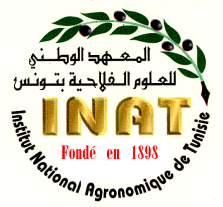 المعهد الوطني
للعلوم الفلاحية بتونس
INAT
Fondé en 1898
Institut National Agronomique de Tunisie